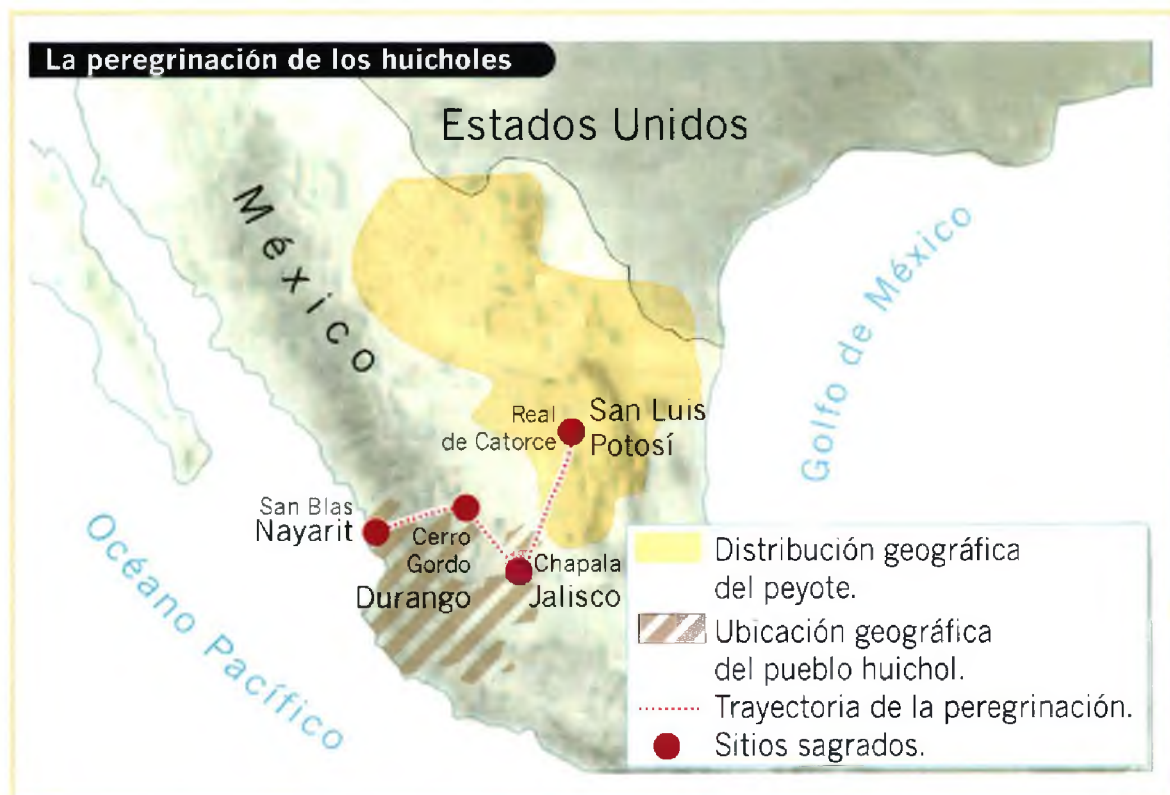 La peregrinación de los huicholes
Estados Unidos
México
Golfo de México
Real
de Catorce
San Luis
Potosí
San Blas
Nayarit
Cerro
Gordo
Durango
Chapala
Jalisco
Océano Pacífico
Distribución geográfica
del peyote.
Ubicación geográfica
del pueblo huichol.
Trayectoria de la peregrinación.
Sitios sagrados.